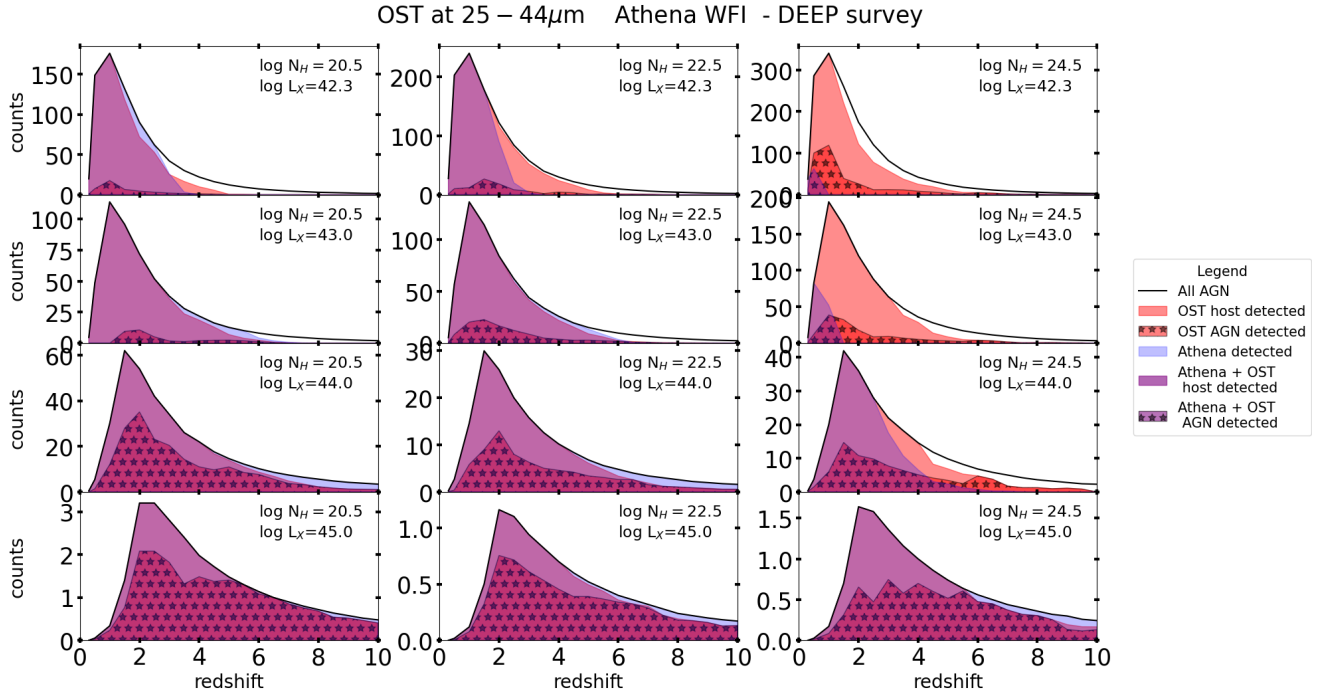 OST at 25 − 44μm Athena WFI - DEEP survey
counts
150
100
50
0
log N_H = 20.5
log L_X=42.3
200
100
0
log N_H = 22.5
log L_X=42.3
300
200
100
0
log N_H = 24.5
log L_X=42.3
counts
100
75
50
25
0
log N_H = 20.5
log L_X=43.0
100
50
0
log N_H = 22.5
log L_X=43.0
200
150
100
50
0
log N_H = 24.5
log L_X=43.0
counts
60
40
20
0
log N_H = 20.5
log L_X=44.0
30
20
10
0
log N_H = 22.5
log L_X=44.0
40
30
20
10
0
log N_H = 24.5
log L_X=44.0
counts
3
2
1
0
log N_H = 20.5
log L_X=45.0
1.0
0.5
0.0
log N_H = 22.5
log L_X=45.0
1.5
1.0
0.5
0.0
log N_H = 24.5
log L_X=45.0
0 2 4 6 8 10
redshift
0 2 4 6 8 10
redshift
0 2 4 6 8 10
redshift
Legend
All AGN
OST host detected
OST AGN detected
Athena detected
Athena + OST
host detected
Athena + OST
AGN detected